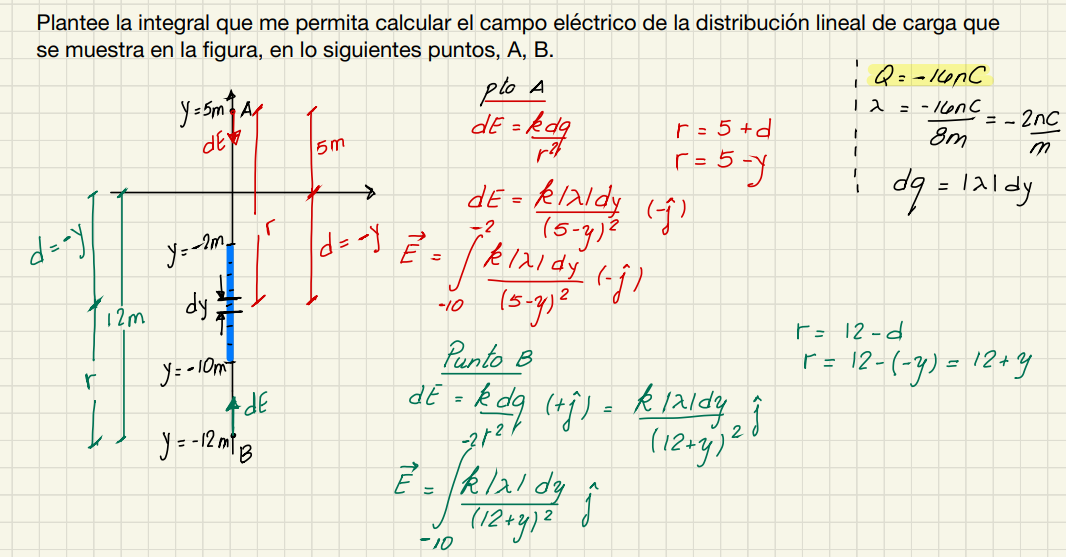 Plantee la integral que me permita calcular el campo eléctrico de la distribución lineal de carga que
se muestra en la figura, en lo siguientes puntos, A, B.
Q = -16nC
λ = -16nC / 8m = -2nC / m
dq = |λ| dy
y=5m A
dE
5m
r
d = -y
d = -y
12m
r
y=-2m
dy
y=-10m
dE
y=-12m B
pto A
dE = k dq / r²
r = 5 + d
r = 5 - y
dE = k|λ|dy / (5-y)² (-ĵ)
E⃗ = ∫_{-10}^{-2} k|λ|dy / (5-y)² (-ĵ)
Punto B
r = 12 - d
r = 12 - (-y) = 12 + y
dE = k dq / r² (+ĵ) = k|λ|dy / (12+y)² ĵ
E⃗ = ∫_{-10}^{-2} k|λ|dy / (12+y)² ĵ